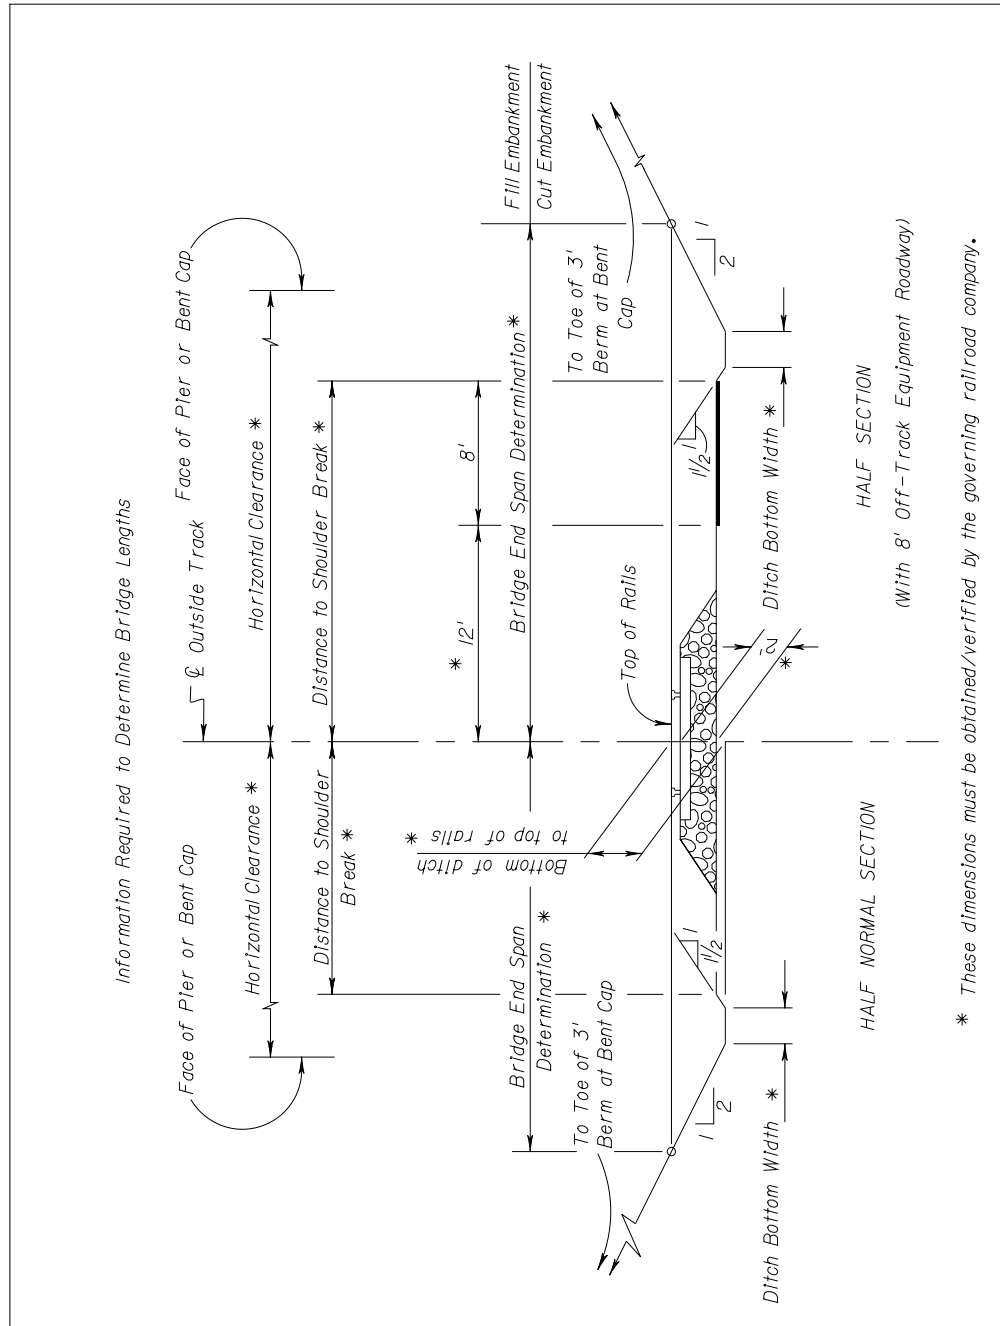 Information Required to Determine Bridge Lengths
Face of Pier or Bent Cap
℄ Outside Track
Face of Pier or Bent Cap
Horizontal Clearance *
Horizontal Clearance *
Distance to Shoulder
Break *
Distance to Shoulder Break *
* 12'
8'
Bridge End Span
Determination *
Bottom of ditch
to top of rails *
Bridge End Span Determination *
Fill Embankment
Cut Embankment
To Toe of 3'
Berm at Bent Cap
Top of Rails
To Toe of 3'
Berm at Bent
Cap
1
2
1
1½
2'
*
1
1½
1
2
Ditch Bottom Width *
Ditch Bottom Width *
HALF NORMAL SECTION
HALF SECTION
(With 8' Off-Track Equipment Roadway)
* These dimensions must be obtained/verified by the governing railroad company.